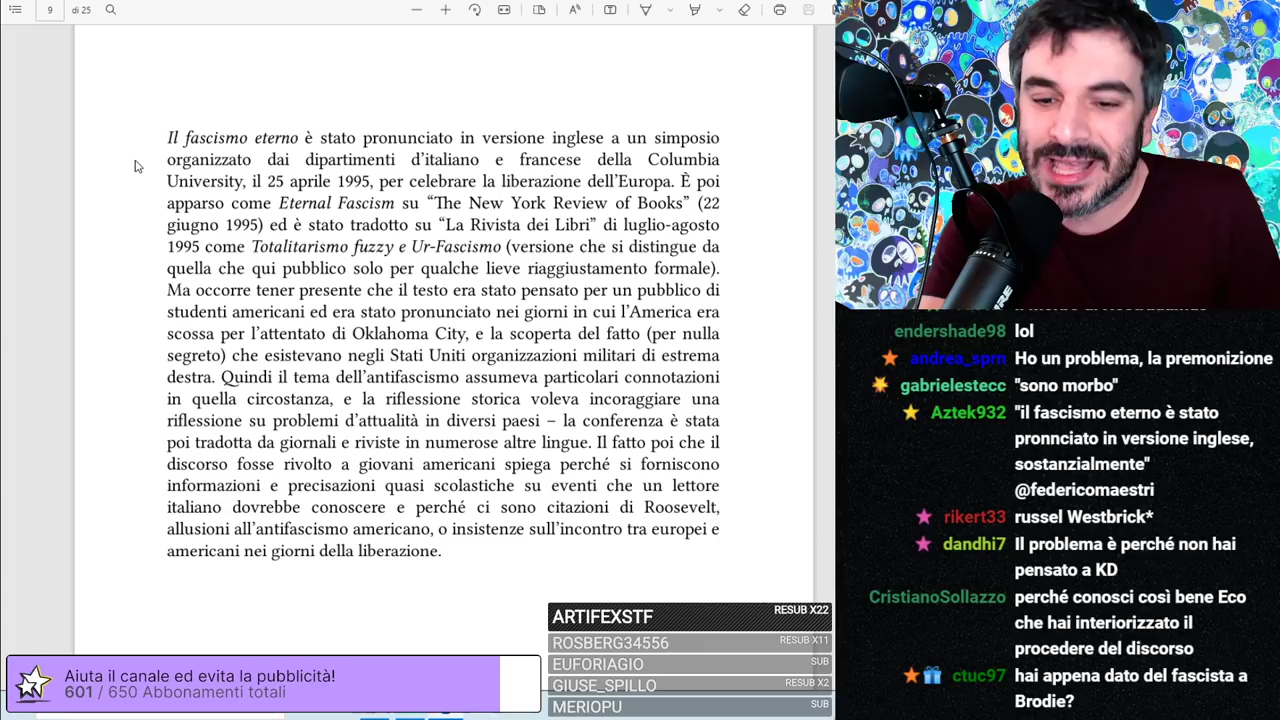 9 di 25
Il fascismo eterno è stato pronunciato in versione inglese a un simposio
organizzato dai dipartimenti d’italiano e francese della Columbia
University, il 25 aprile 1995, per celebrare la liberazione dell’Europa. È poi
apparso come Eternal Fascism su “The New York Review of Books” (22
giugno 1995) ed è stato tradotto su “La Rivista dei Libri” di luglio-agosto
1995 come Totalitarismo fuzzy e Ur-Fascismo (versione che si distingue da
quella che qui pubblico solo per qualche lieve riaggiustamento formale).
Ma occorre tener presente che il testo era stato pensato per un pubblico di
studenti americani ed era stato pronunciato nei giorni in cui l’America era
scossa per l’attentato di Oklahoma City, e la scoperta del fatto (per nulla
segreto) che esistevano negli Stati Uniti organizzazioni militari di estrema
destra. Quindi il tema dell’antifascismo assumeva particolari connotazioni
in quella circostanza, e la riflessione storica voleva incoraggiare una
riflessione su problemi d’attualità in diversi paesi – la conferenza è stata
poi tradotta da giornali e riviste in numerose altre lingue. Il fatto poi che il
discorso fosse rivolto a giovani americani spiega perché si forniscono
informazioni e precisazioni quasi scolastiche su eventi che un lettore
italiano dovrebbe conoscere e perché ci sono citazioni di Roosevelt,
allusioni all’antifascismo americano, o insistenze sull’incontro tra europei e
americani nei giorni della liberazione.
endershade98 lol
andrea_sprn Ho un problema, la premonizione
gabrielestecc "sono morbo"
Aztek932 "il fascismo eterno è stato
pronnciato in versione inglese,
sostanzialmente"
@federicomaestri
rikert33 russel Westbrick*
dandhi7 Il problema è perché non hai
pensato a KD
CristianoSollazzo perché conosci così bene Eco
che hai interiorizzato il
procedere del discorso
ctuc97 hai appena dato del fascista a
Brodie?
ARTIFEXSTF RESUB X22
ROSBERG34556 RESUB X11
EUFORIAGIO SUB
GIUSE_SPILLO RESUB X2
MERIOPU SUB
Aiuta il canale ed evita la pubblicità!
601 / 650 Abbonamenti totali